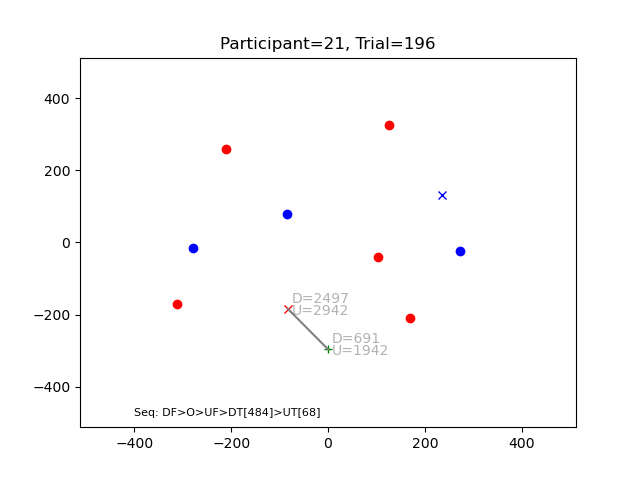 Participant=21, Trial=196
400
200
0
−200
−400
D=2497
U=2942
D=691
U=1942
Seq: DF>O>UF>DT[484]>UT[68]
−400
−200
0
200
400